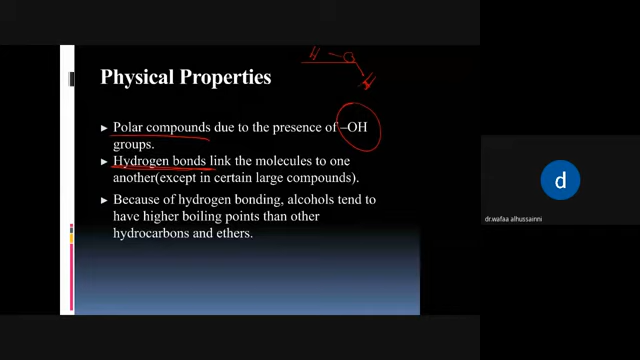 H – O
H
Physical Properties
Polar compounds due to the presence of –OH
groups.
Hydrogen bonds link the molecules to one
another(except in certain large compounds).
Because of hydrogen bonding, alcohols tend to
have higher boiling points than other
hydrocarbons and ethers.
d
dr.wafaa alhussainni